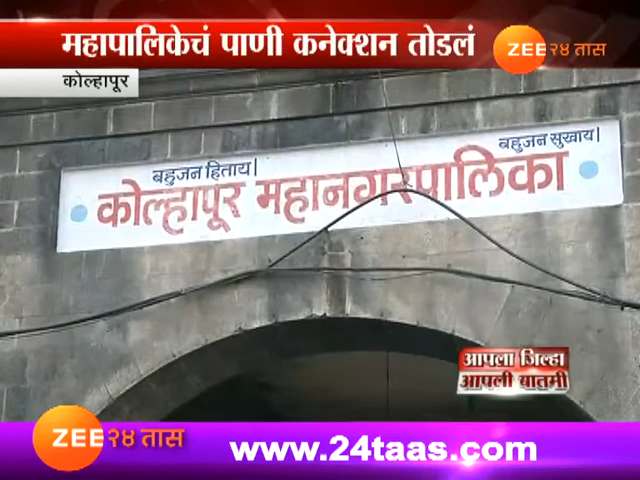 महापालिकेचं पाणी कनेक्शन तोडलं
ZEE २४ तास
कोल्हापूर
बहुजन हिताय| बहुजन सुखाय|
कोल्हापूर महानगरपालिका
आपला जिल्हा
आपली बातमी
ZEE २४ तास
www.24taas.com